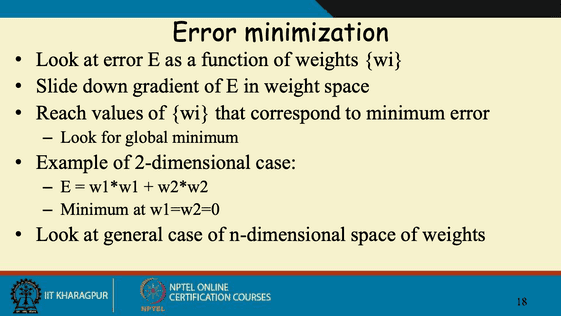 Error minimization
• Look at error E as a function of weights {wi}
• Slide down gradient of E in weight space
• Reach values of {wi} that correspond to minimum error
– Look for global minimum
• Example of 2-dimensional case:
– E = w1*w1 + w2*w2
– Minimum at w1=w2=0
• Look at general case of n-dimensional space of weights
IIT KHARAGPUR
NPTEL
NPTEL ONLINE
CERTIFICATION COURSES
18